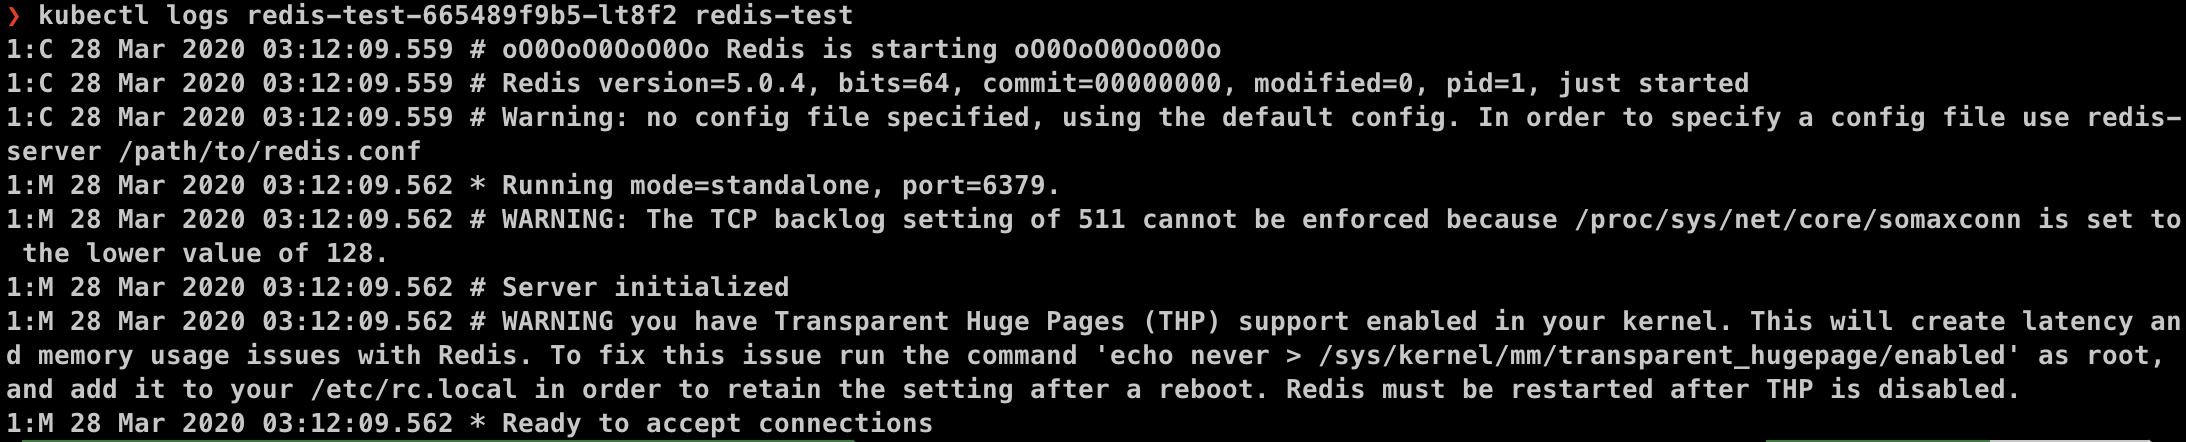 ❯ kubectl logs redis-test-665489f9b5-lt8f2 redis-test
1:C 28 Mar 2020 03:12:09.559 # oO0OoO0OoO0Oo Redis is starting oO0OoO0OoO0Oo
1:C 28 Mar 2020 03:12:09.559 # Redis version=5.0.4, bits=64, commit=00000000, modified=0, pid=1, just started
1:C 28 Mar 2020 03:12:09.559 # Warning: no config file specified, using the default config. In order to specify a config file use redis-
server /path/to/redis.conf
1:M 28 Mar 2020 03:12:09.562 * Running mode=standalone, port=6379.
1:M 28 Mar 2020 03:12:09.562 # WARNING: The TCP backlog setting of 511 cannot be enforced because /proc/sys/net/core/somaxconn is set to
 the lower value of 128.
1:M 28 Mar 2020 03:12:09.562 # Server initialized
1:M 28 Mar 2020 03:12:09.562 # WARNING you have Transparent Huge Pages (THP) support enabled in your kernel. This will create latency an
d memory usage issues with Redis. To fix this issue run the command 'echo never > /sys/kernel/mm/transparent_hugepage/enabled' as root,
and add it to your /etc/rc.local in order to retain the setting after a reboot. Redis must be restarted after THP is disabled.
1:M 28 Mar 2020 03:12:09.562 * Ready to accept connections